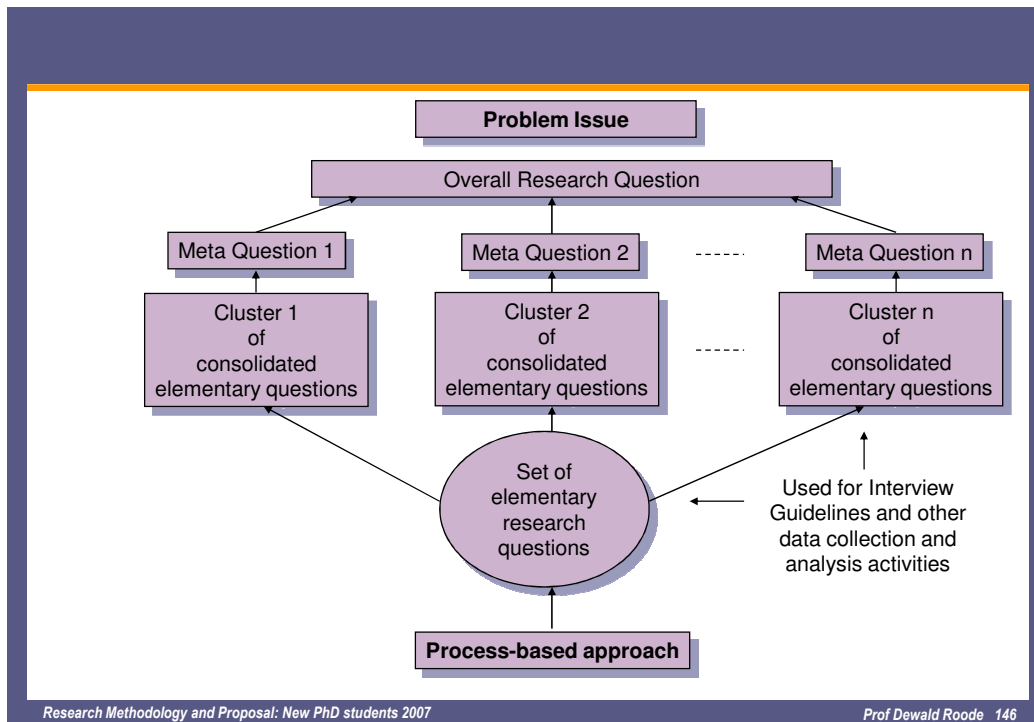 Problem Issue
Overall Research Question
Meta Question 1
Meta Question 2
Meta Question n
Cluster 1
of
consolidated
elementary questions
Cluster 2
of
consolidated
elementary questions
Cluster n
of
consolidated
elementary questions
Set of
elementary
research
questions
Used for Interview
Guidelines and other
data collection and
analysis activities
Process-based approach
Research Methodology and Proposal: New PhD students 2007
Prof Dewald Roode 146